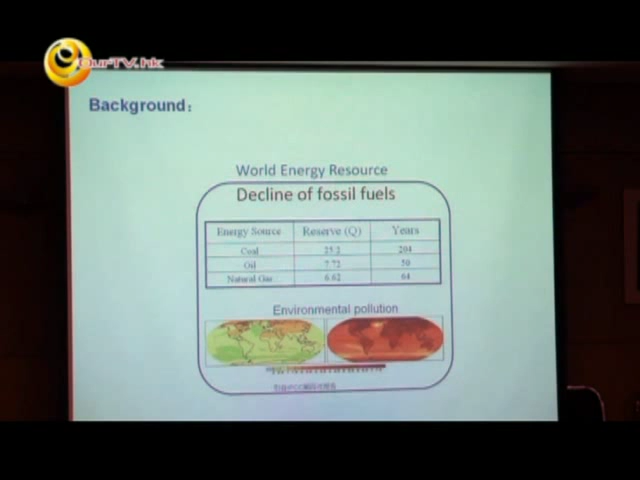 OurTV.hk
Background:
World Energy Resource
Decline of fossil fuels
Energy Source Reserve (Q) Years
Coal 25.2 204
Oil 7.72 50
Natural Gas 6.62 64
Environmental pollution